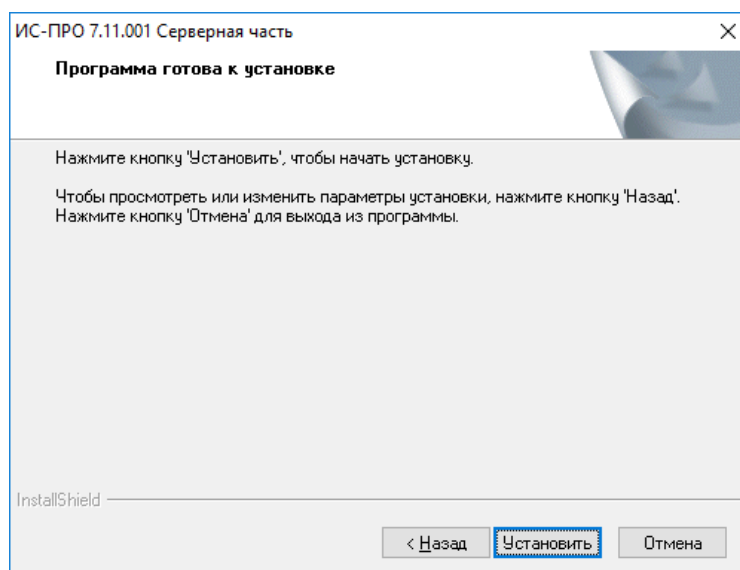 ИС-ПРО 7.11.001 Серверная часть
Программа готова к установке
Нажмите кнопку 'Установить', чтобы начать установку.
Чтобы просмотреть или изменить параметры установки, нажмите кнопку 'Назад'.
Нажмите кнопку 'Отмена' для выхода из программы.
InstallShield
< Назад Установить Отмена